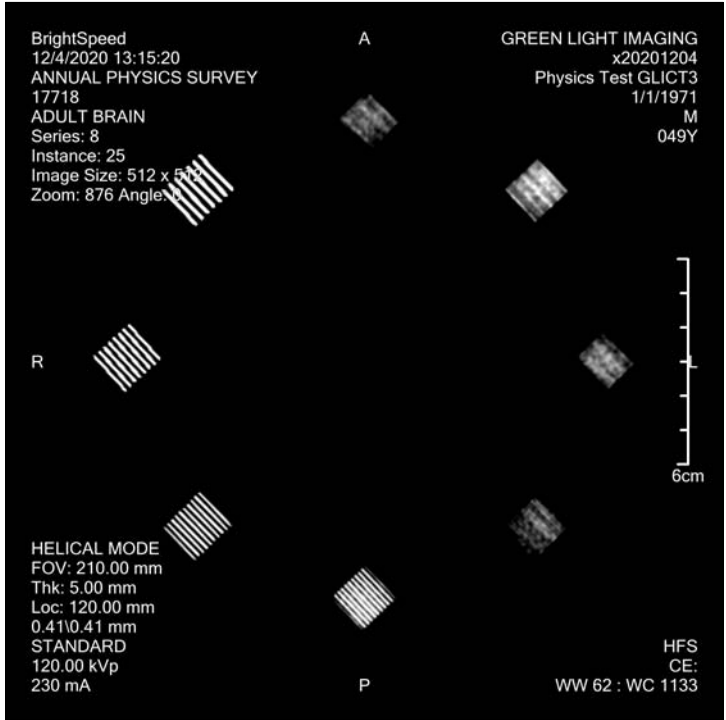 BrightSpeed
12/4/2020 13:15:20
ANNUAL PHYSICS SURVEY
17718
ADULT BRAIN
Series: 8
Instance: 25
Image Size: 512 x 512
Zoom: 876 Angle: 0
A
GREEN LIGHT IMAGING
x20201204
Physics Test GLICT3
1/1/1971
M
049Y
R
L
6cm
HELICAL MODE
FOV: 210.00 mm
Thk: 5.00 mm
Loc: 120.00 mm
0.41\0.41 mm
STANDARD
120.00 kVp
230 mA
P
HFS
CE:
WW 62 : WC 1133